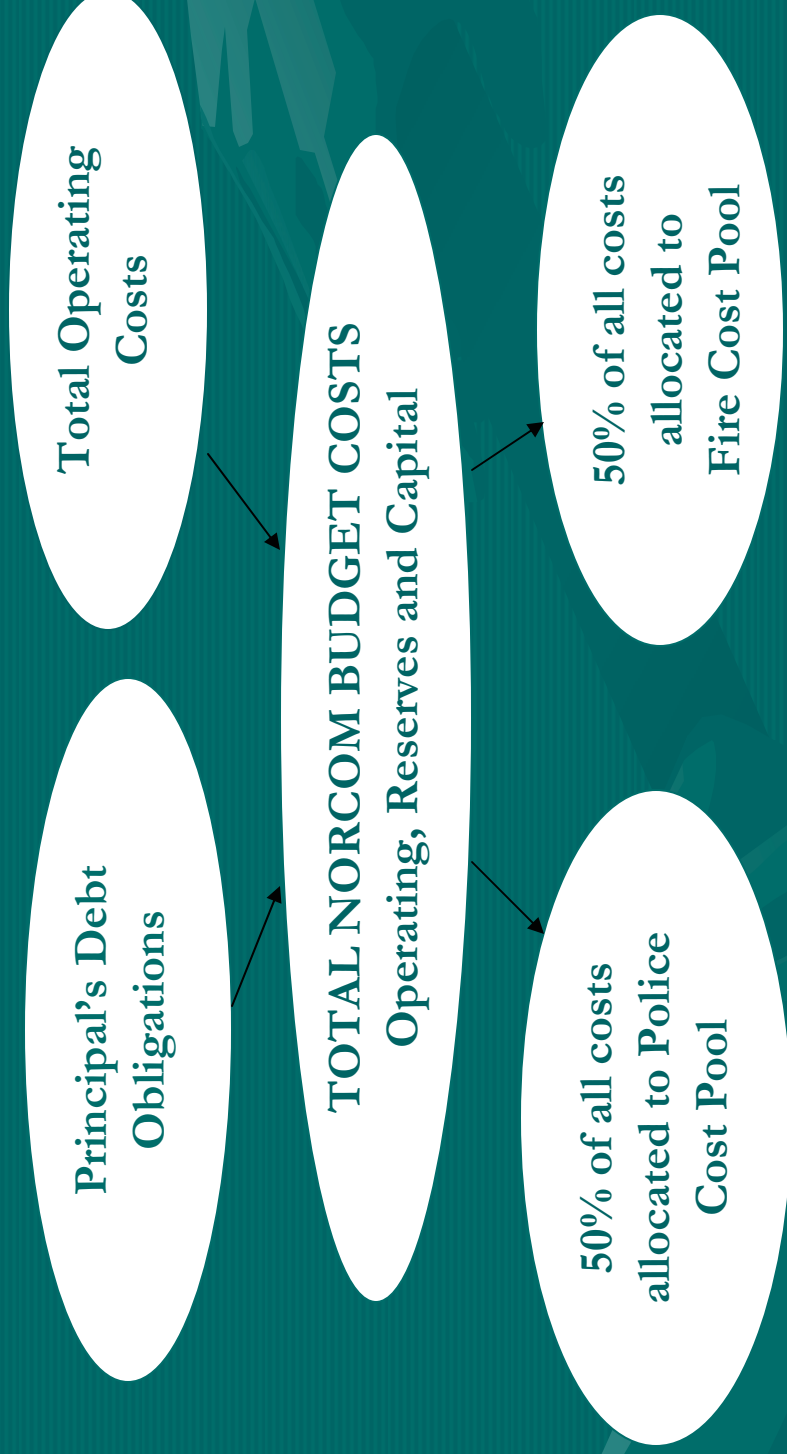 Principal’s Debt
Obligations
Total Operating
Costs
TOTAL NORCOM BUDGET COSTS
Operating, Reserves and Capital
50% of all costs
allocated to Police
Cost Pool
50% of all costs
allocated to
Fire Cost Pool